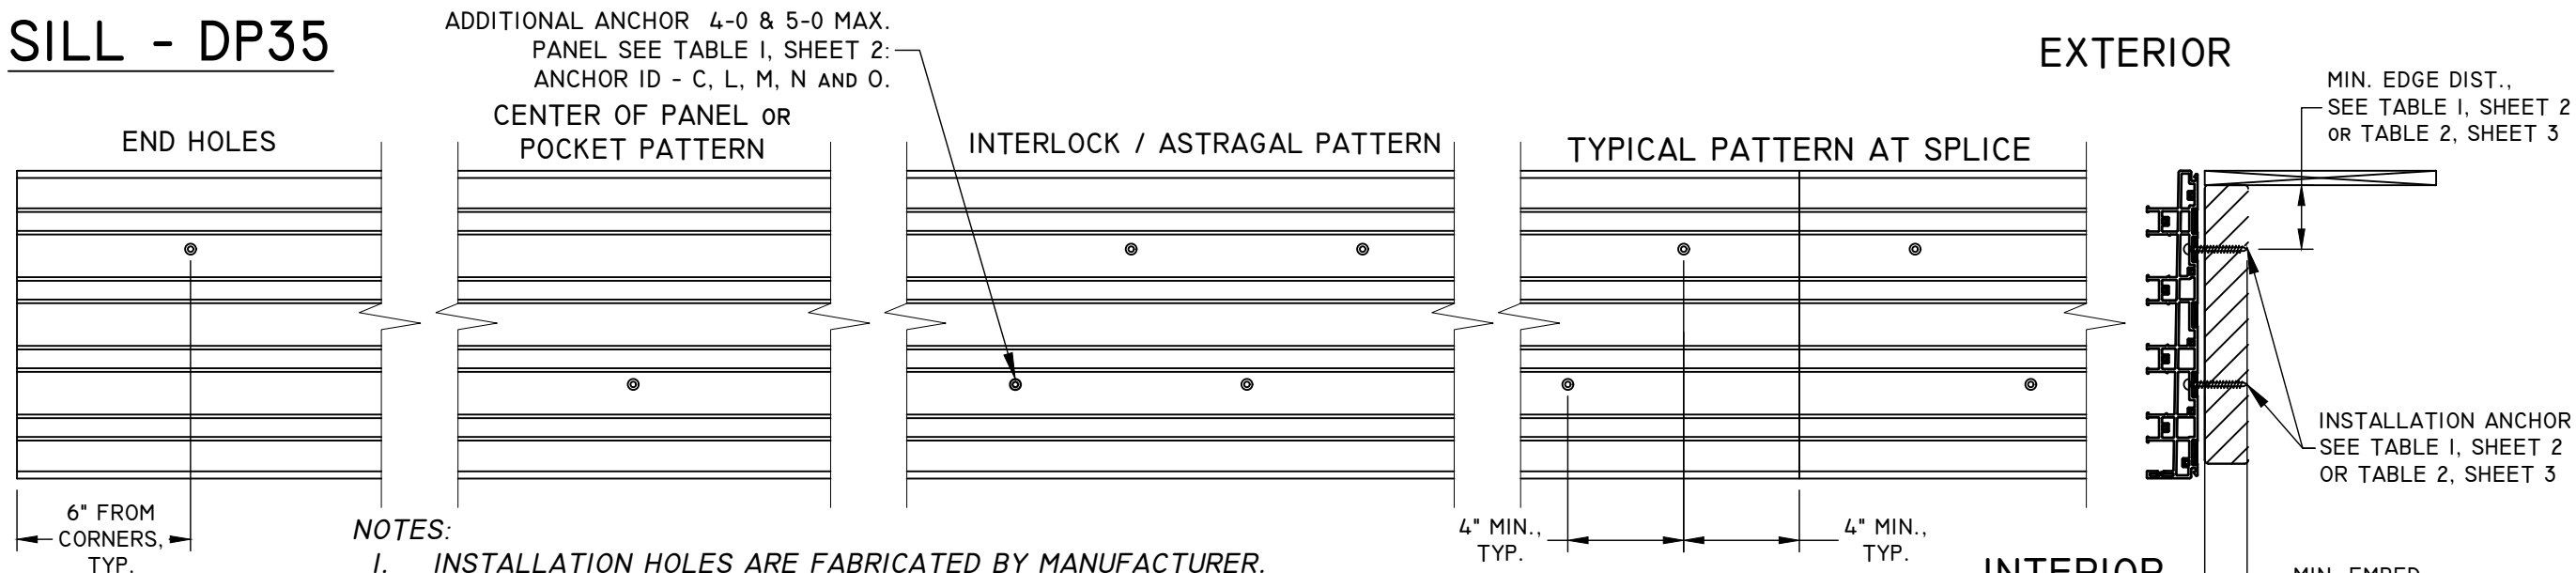 SILL - DP35
ADDITIONAL ANCHOR 4-0 & 5-0 MAX.
PANEL SEE TABLE 1, SHEET 2:
ANCHOR ID - C, L, M, N AND O.
EXTERIOR
MIN. EDGE DIST.,
SEE TABLE 1, SHEET 2
OR TABLE 2, SHEET 3
END HOLES
CENTER OF PANEL OR
POCKET PATTERN
INTERLOCK / ASTRAGAL PATTERN
TYPICAL PATTERN AT SPLICE
INSTALLATION ANCHOR
SEE TABLE 1, SHEET 2
OR TABLE 2, SHEET 3
6" FROM
CORNERS,
TYP.
4" MIN.,
TYP.
4" MIN.,
TYP.
NOTES:
1. INSTALLATION HOLES ARE FABRICATED BY MANUFACTURER.
INTERIOR
MIN. EMBED